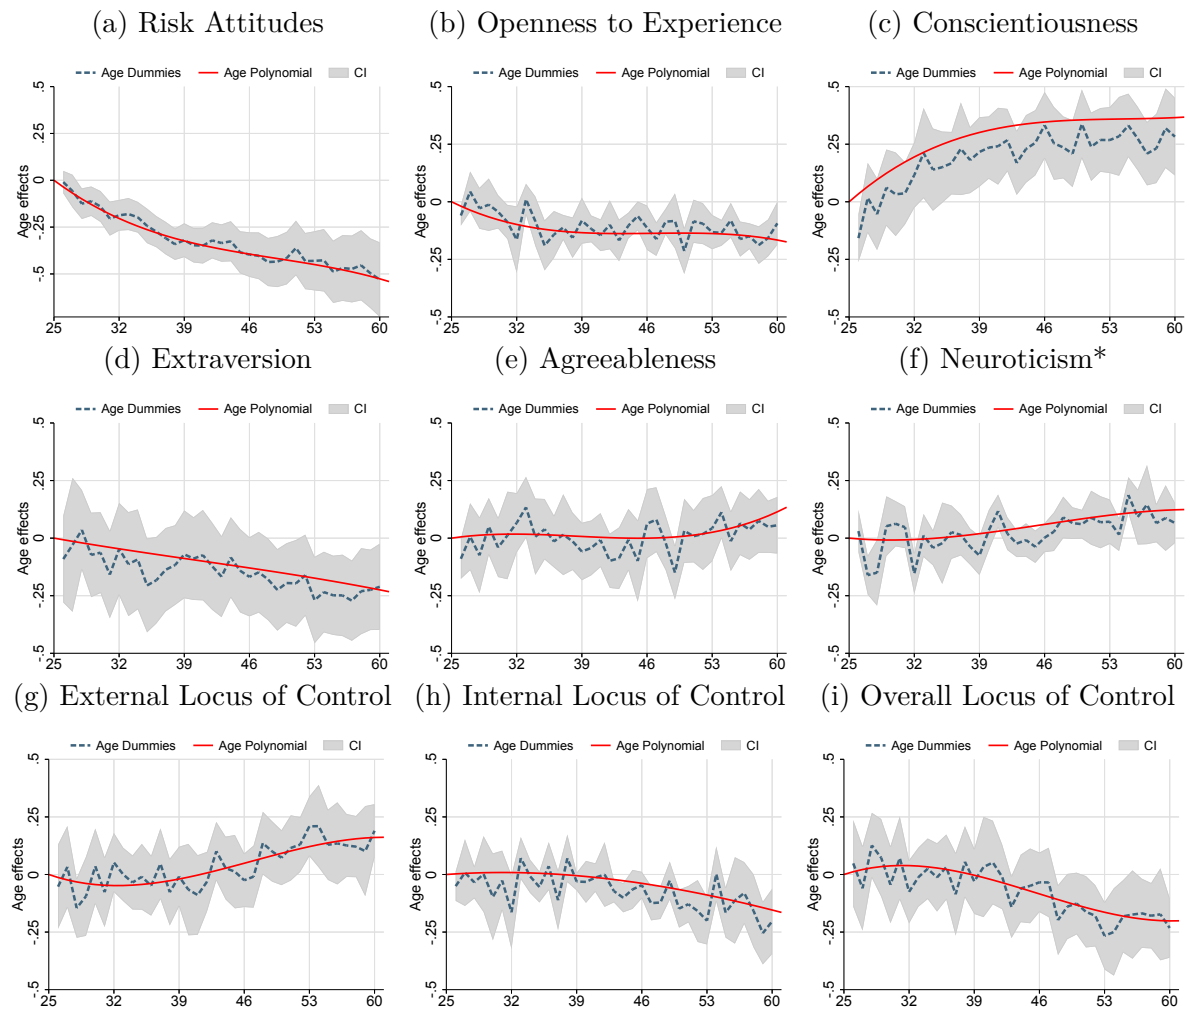 (a) Risk Attitudes
(b) Openness to Experience
(c) Conscientiousness
Age Dummies Age Polynomial CI
Age Dummies Age Polynomial CI
Age Dummies Age Polynomial CI
Age effects
.25
0
-.25
-.5
.5
25 32 39 46 53 60
Age effects
.5
.25
0
-.25
-.5
25 32 39 46 53 60
Age effects
.5
.25
0
-.25
-.5
25 32 39 46 53 60
(d) Extraversion
(e) Agreeableness
(f) Neuroticism*
Age Dummies Age Polynomial CI
Age Dummies Age Polynomial CI
Age Dummies Age Polynomial CI
Age effects
.5
.25
0
-.25
-.5
25 32 39 46 53 60
Age effects
.5
.25
0
-.25
-.5
25 32 39 46 53 60
Age effects
.5
.25
0
-.25
-.5
25 32 39 46 53 60
(g) External Locus of Control
(h) Internal Locus of Control
(i) Overall Locus of Control
Age Dummies Age Polynomial CI
Age Dummies Age Polynomial CI
Age Dummies Age Polynomial CI
Age effects
.5
.25
0
-.25
-.5
25 32 39 46 53 60
Age effects
.5
.25
0
-.25
-.5
25 32 39 46 53 60
Age effects
.5
.25
0
-.25
-.5
25 32 39 46 53 60